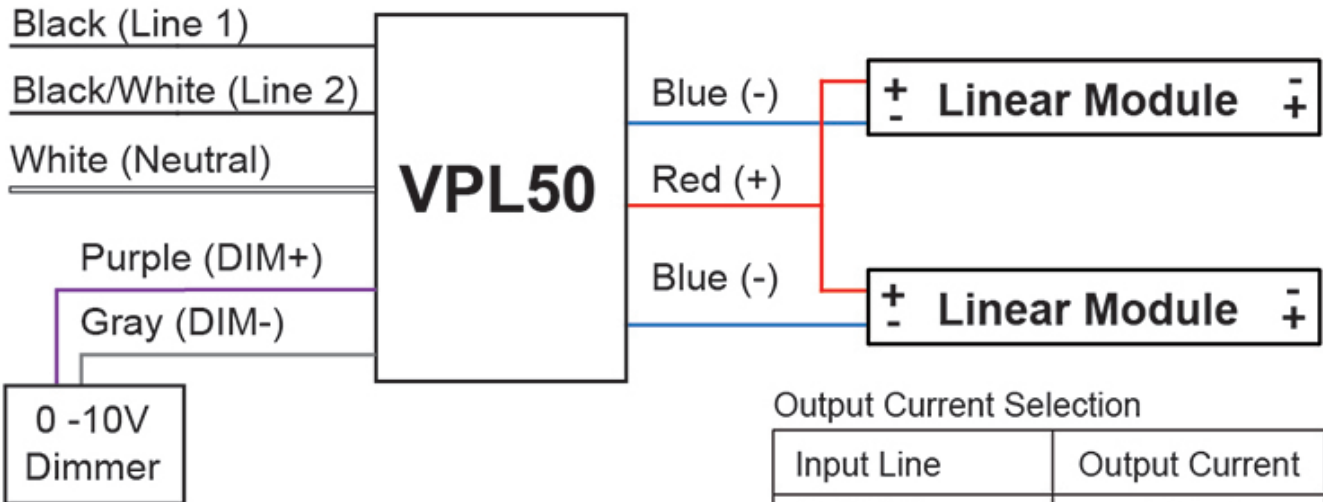 Black (Line 1)
Black/White (Line 2)
White (Neutral)
Purple (DIM+)
Gray (DIM-)
0 -10V
Dimmer
VPL50
Blue (-)
Red (+)
Blue (-)
+ Linear Module -
- +
+ Linear Module -
- +
Output Current Selection
Input Line Output Current